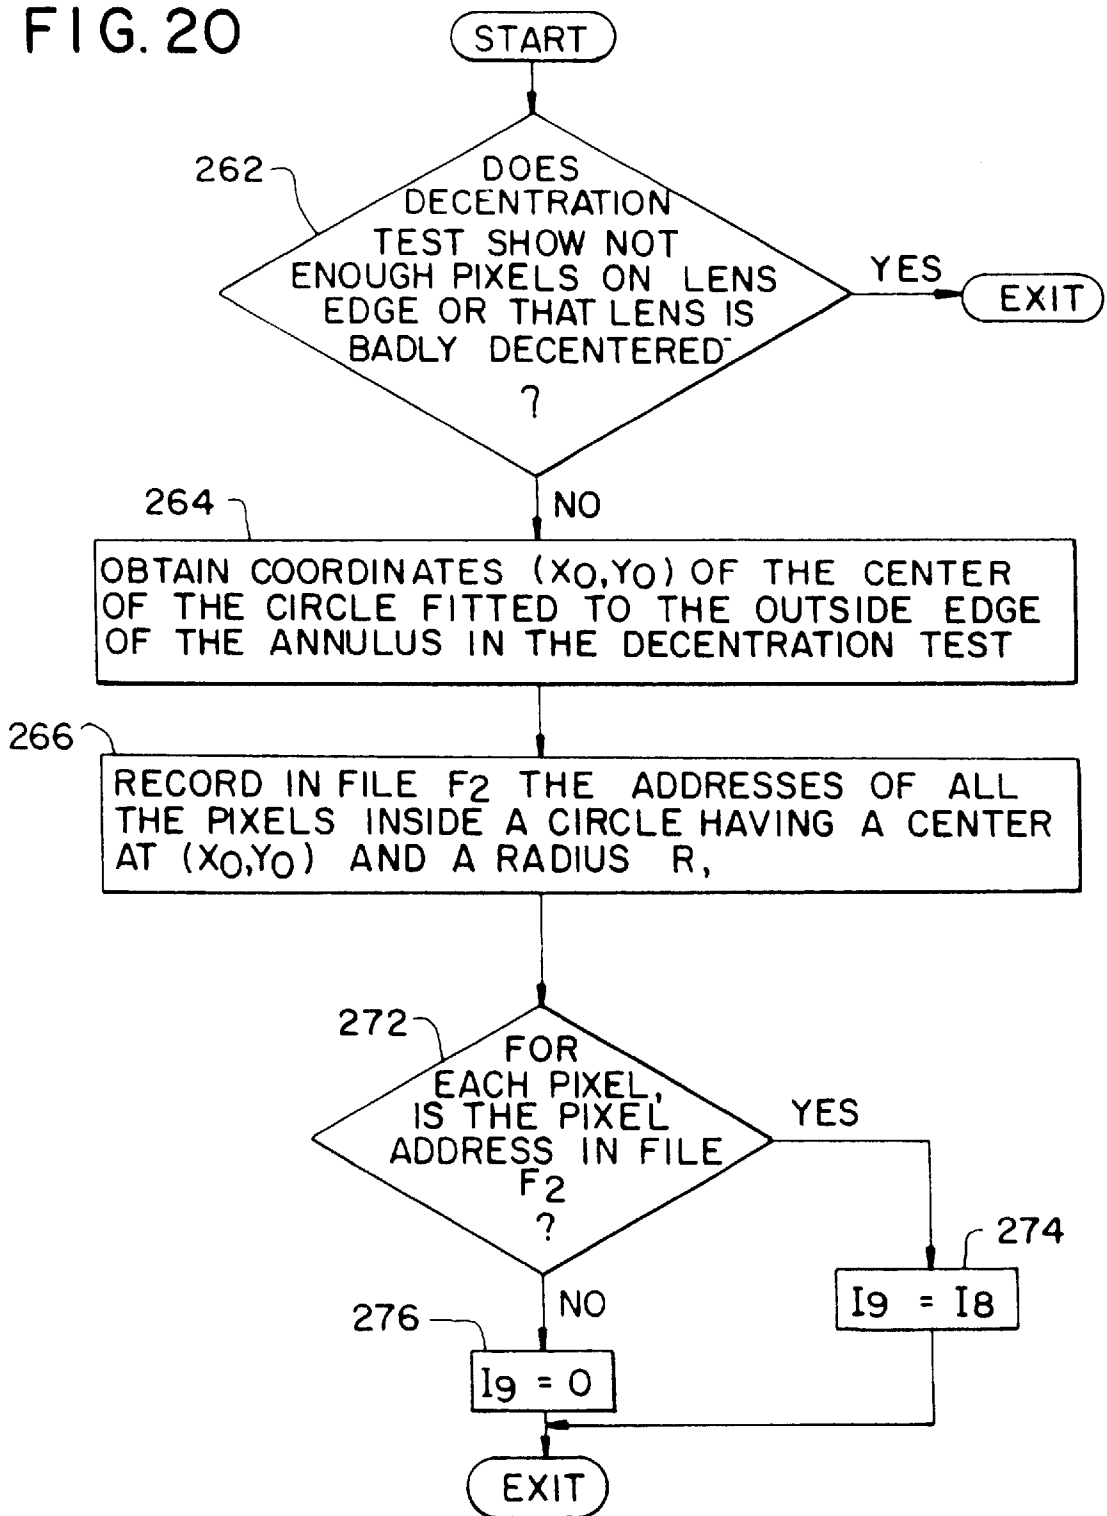 FIG. 20
START
262
DOES
DECENTRATION
TEST SHOW NOT
ENOUGH PIXELS ON LENS
EDGE OR THAT LENS IS
BADLY DECENTERED
?
YES
EXIT
NO
264
OBTAIN COORDINATES (X0,Y0) OF THE CENTER
OF THE CIRCLE FITTED TO THE OUTSIDE EDGE
OF THE ANNULUS IN THE DECENTRATION TEST
266
RECORD IN FILE F2 THE ADDRESSES OF ALL
THE PIXELS INSIDE A CIRCLE HAVING A CENTER
AT (X0,Y0) AND A RADIUS R,
272
FOR
EACH PIXEL,
IS THE PIXEL
ADDRESS IN FILE
F2
?
YES
274
I9 = I8
NO
276
I9 = 0
EXIT